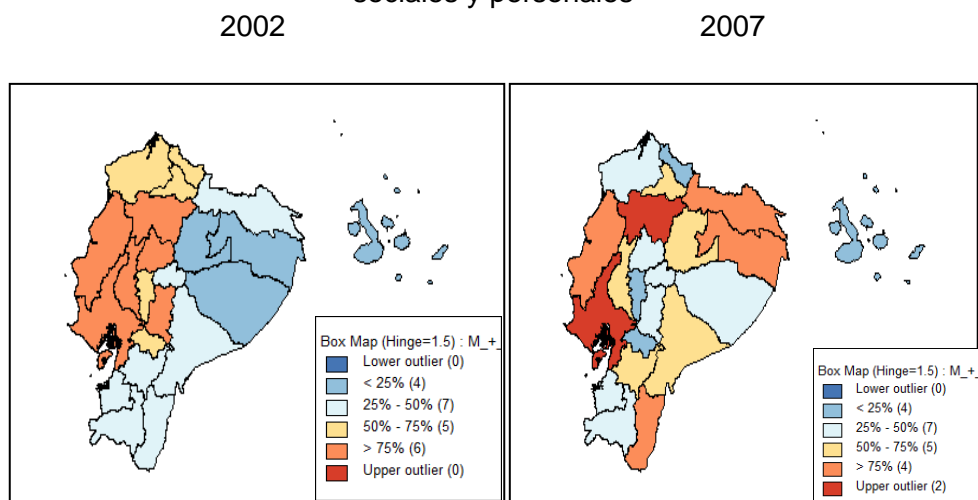 sociales y personales
2002
2007
Box Map (Hinge=1.5) : M_+_
Lower outlier (0)
< 25% (4)
25% - 50% (7)
50% - 75% (5)
> 75% (6)
Upper outlier (0)
Box Map (Hinge=1.5) : M_+_
Lower outlier (0)
< 25% (4)
25% - 50% (7)
50% - 75% (5)
> 75% (4)
Upper outlier (2)